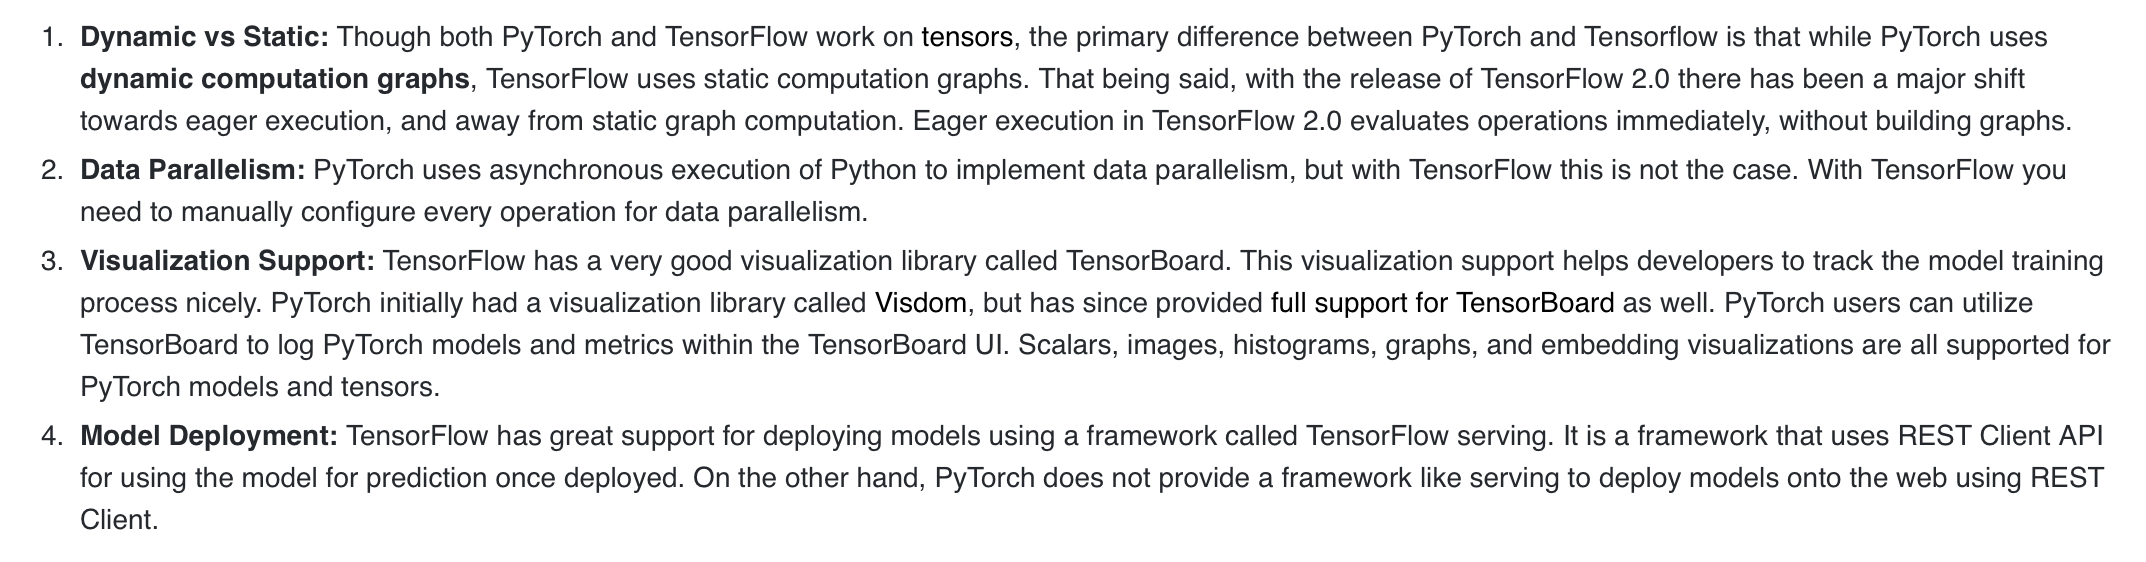 1. Dynamic vs Static: Though both PyTorch and TensorFlow work on tensors, the primary difference between PyTorch and Tensorflow is that while PyTorch uses
dynamic computation graphs, TensorFlow uses static computation graphs. That being said, with the release of TensorFlow 2.0 there has been a major shift
towards eager execution, and away from static graph computation. Eager execution in TensorFlow 2.0 evaluates operations immediately, without building graphs.
2. Data Parallelism: PyTorch uses asynchronous execution of Python to implement data parallelism, but with TensorFlow this is not the case. With TensorFlow you
need to manually configure every operation for data parallelism.
3. Visualization Support: TensorFlow has a very good visualization library called TensorBoard. This visualization support helps developers to track the model training
process nicely. PyTorch initially had a visualization library called Visdom, but has since provided full support for TensorBoard as well. PyTorch users can utilize
TensorBoard to log PyTorch models and metrics within the TensorBoard UI. Scalars, images, histograms, graphs, and embedding visualizations are all supported for
PyTorch models and tensors.
4. Model Deployment: TensorFlow has great support for deploying models using a framework called TensorFlow serving. It is a framework that uses REST Client API
for using the model for prediction once deployed. On the other hand, PyTorch does not provide a framework like serving to deploy models onto the web using REST
Client.